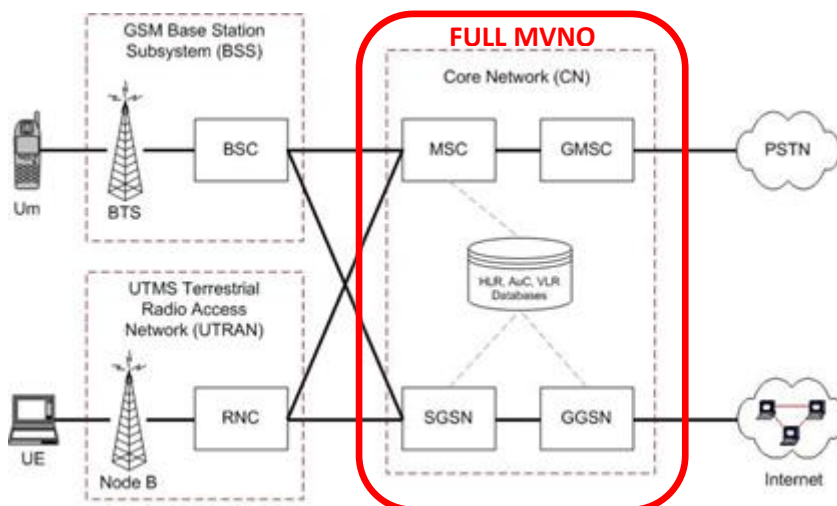 GSM Base Station
Subsystem (BSS)
FULL MVNO
Core Network (CN)
BSC
MSC
GMSC
PSTN
Um
BTS
HLR, AuC, VLR
Databases
UTMS Terrestrial
Radio Access
Network (UTRAN)
RNC
SGSN
GGSN
UE
Node B
Internet